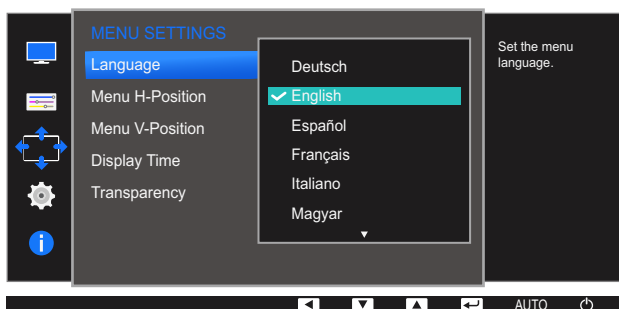 MENU SETTINGS
Language
Menu H-Position
Menu V-Position
Display Time
Transparency
Deutsch
English
Español
Français
Italiano
Magyar
Set the menu
language.
AUTO